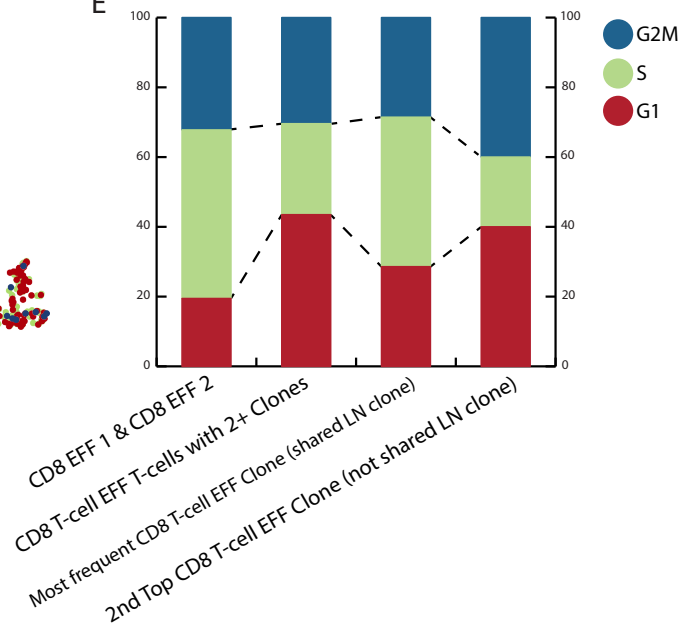 E
100
80
60
40
20
0
100
80
60
40
20
0
G2M
S
G1
CD8 EFF 1 & CD8 EFF 2
CD8 T-cell EFF T-cells with 2+ Clones
Most frequent CD8 T-cell EFF Clone (shared LN clone)
2nd Top CD8 T-cell EFF Clone (not shared LN clone)